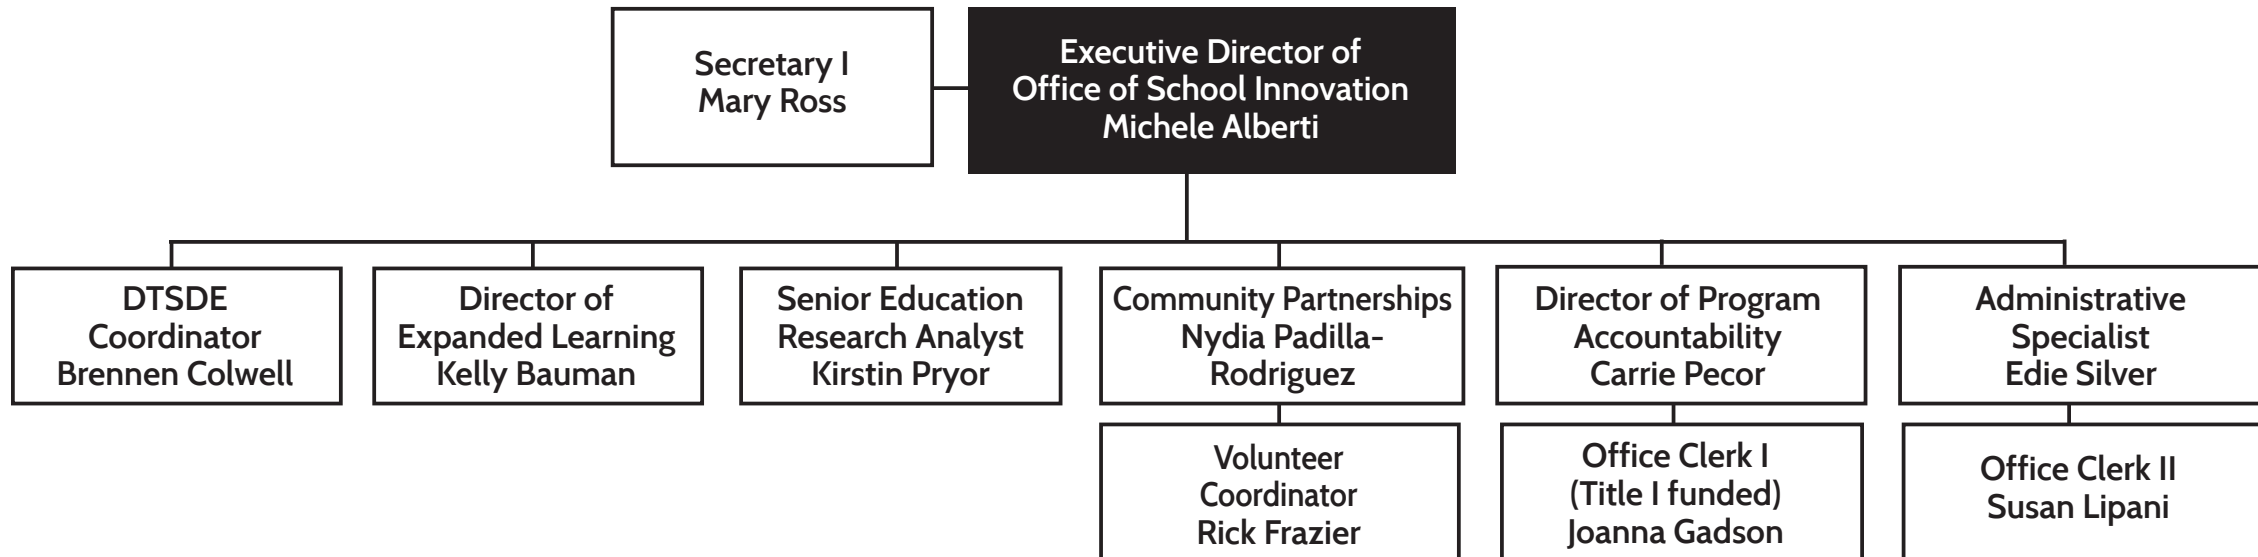 Secretary I
Mary Ross
Executive Director of
Office of School Innovation
Michele Alberti
DTSDE
Coordinator
Brennen Colwell
Director of
Expanded Learning
Kelly Bauman
Senior Education
Research Analyst
Kirstin Pryor
Community Partnerships
Nydia Padilla-
Rodriguez
Director of Program
Accountability
Carrie Pecor
Administrative
Specialist
Edie Silver
Volunteer
Coordinator
Rick Frazier
Office Clerk I
(Title I funded)
Joanna Gadson
Office Clerk II
Susan Lipani